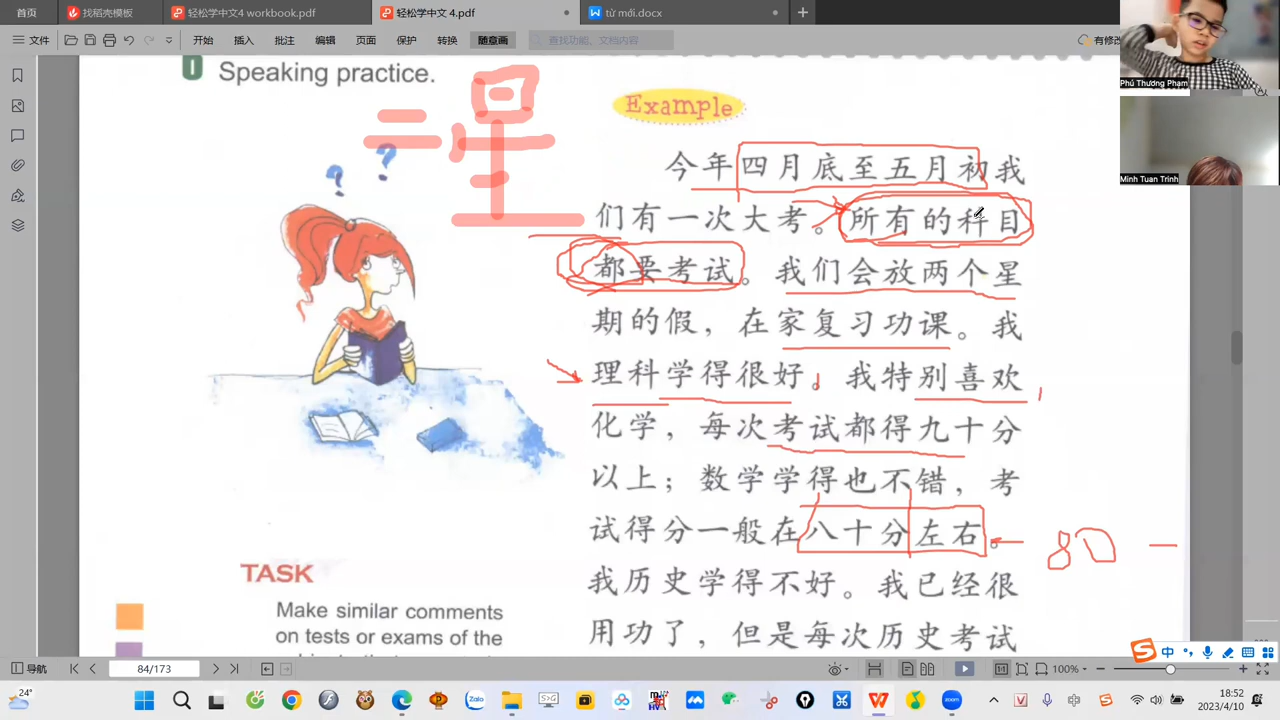 首页
找稻壳模板
轻松学中文4 workbook.pdf
轻松学中文 4.pdf
từ mới.docx
文件
开始 插入 批注 编辑 页面 保护 转换 随意画
查找功能、文档内容
有修
Speaking practice.
Example
今年四月底至五月初我
们有一次大考。所有的科目
都要考试。我们会放两个星
期的假，在家复习功课。我
理科学得很好。我特别喜欢
化学，每次考试都得九十分
以上；数学学得也不错，考
试得分一般在八十分左右。
80 —
我历史学得不好。我已经很
用功了，但是每次历史考试
TASK
Make similar comments
on tests or exams of the
Phú Thương Phạm
Minh Tuan Trinh
导航
84/173
100%
中
24°
Zalo
zoom
18:52
2023/4/10